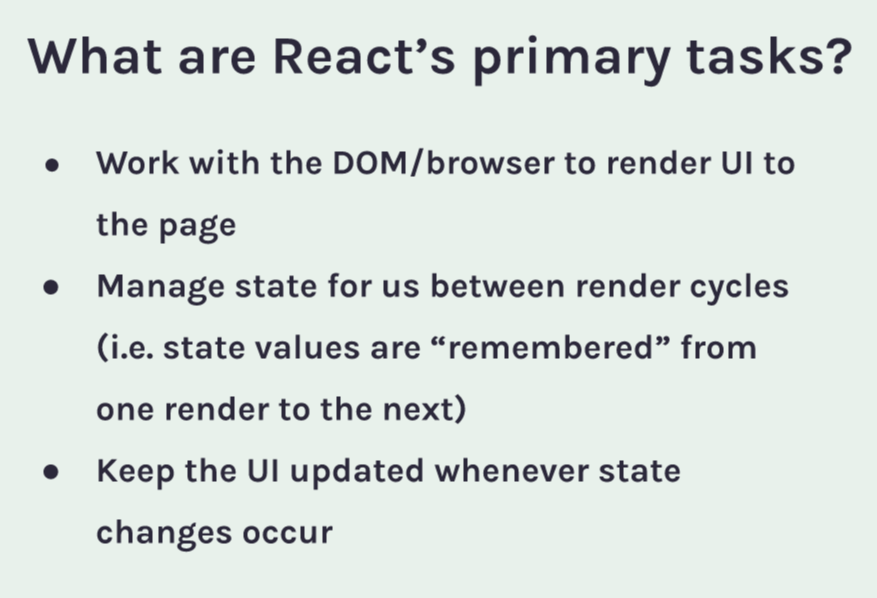 What are React’s primary tasks?
● Work with the DOM/browser to render UI to
the page
● Manage state for us between render cycles
(i.e. state values are “remembered” from
one render to the next)
● Keep the UI updated whenever state
changes occur